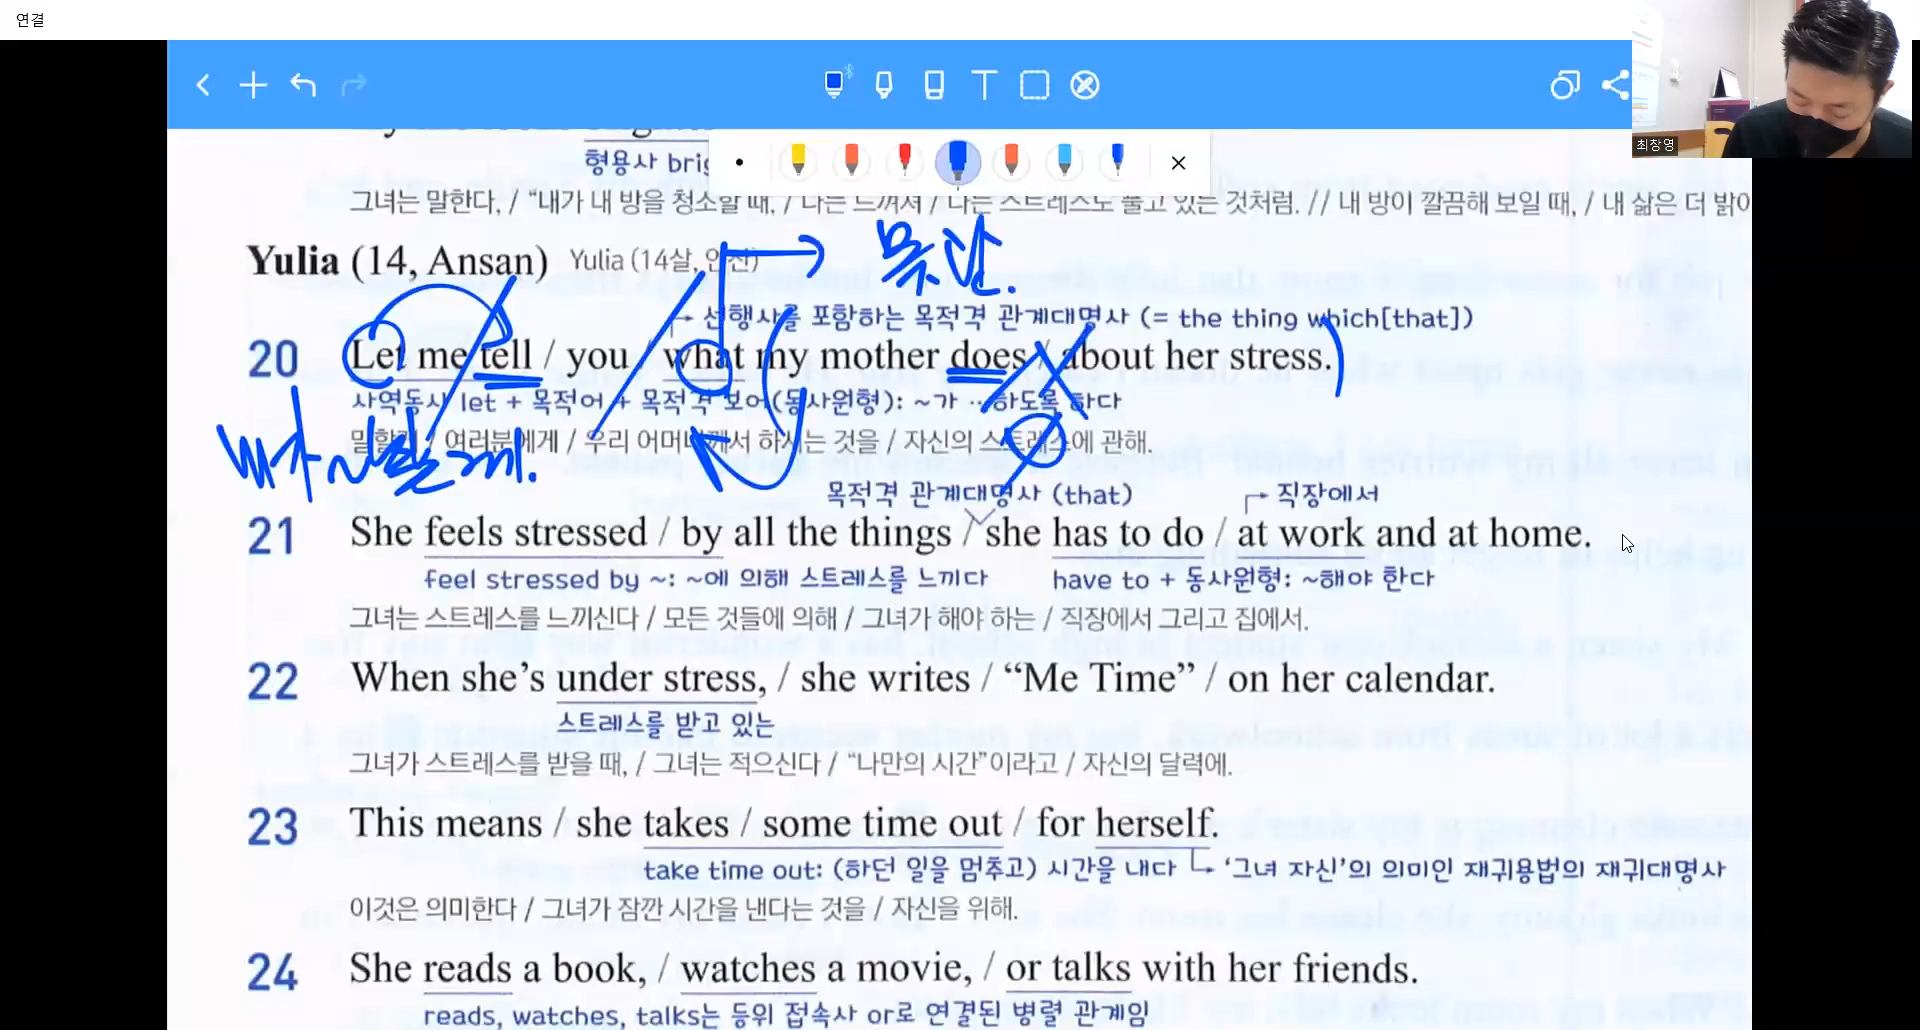 연결
최창영
형용사 brig
그녀는 말한다, / “내가 내 방을 청소할 때, / 나는 느껴져 / 나는 스트레스도 풀고 있는 것처럼. // 내 방이 깔끔해 보일 때, / 내 삶은 더 밝아
Yulia (14, Ansan) Yulia (14살, 안산)
선행사를 포함하는 목적격 관계대명사 (= the thing which[that])
20 Let me tell / you / what my mother does / about her stress.
사역동사 let + 목적어 + 목적격 보어(동사원형): ~가 …하도록 하다
말할게 / 여러분에게 / 우리 어머니께서 하시는 것을 / 자신의 스트레스에 관해.
목적격 관계대명사 (that)
직장에서
21 She feels stressed / by all the things / she has to do / at work and at home.
feel stressed by ~: ~에 의해 스트레스를 느끼다
have to + 동사원형: ~해야 한다
그녀는 스트레스를 느끼신다 / 모든 것들에 의해 / 그녀가 해야 하는 / 직장에서 그리고 집에서.
22 When she’s under stress, / she writes / “Me Time” / on her calendar.
스트레스를 받고 있는
그녀가 스트레스를 받을 때, / 그녀는 적으신다 / “나만의 시간”이라고 / 자신의 달력에.
23 This means / she takes / some time out / for herself.
take time out: (하던 일을 멈추고) 시간을 내다
‘그녀 자신’의 의미인 재귀용법의 재귀대명사
이것은 의미한다 / 그녀가 잠깐 시간을 낸다는 것을 / 자신을 위해.
24 She reads a book, / watches a movie, / or talks with her friends.
reads, watches, talks는 등위 접속사 or로 연결된 병렬 관계임